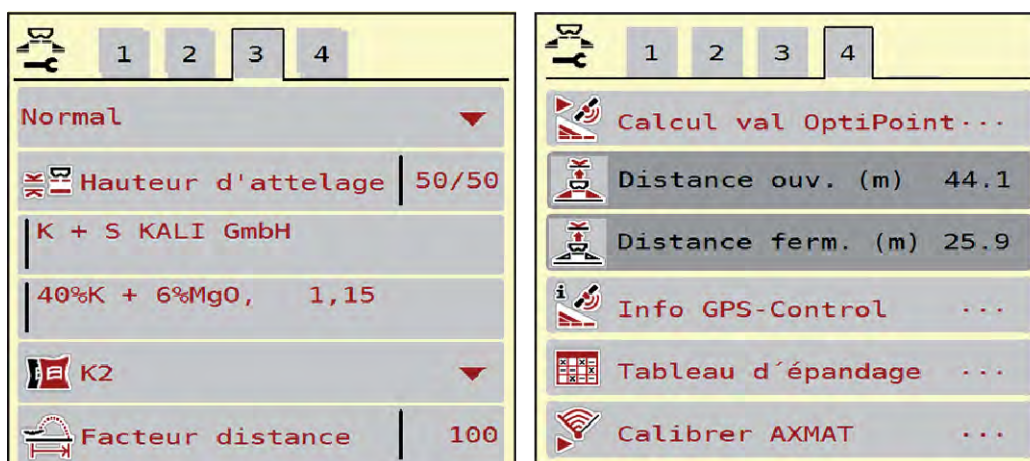 1 2 3 4
Normal
Hauteur d'attelage 50/50
K + S KALI GmbH
40%K + 6%MgO, 1,15
K2
Facteur distance 100
1 2 3 4
Calcul val OptiPoint...
Distance ouv. (m) 44.1
Distance ferm. (m) 25.9
i
Info GPS-Control ...
Tableau d´épandage ...
Calibrer AXMAT ...